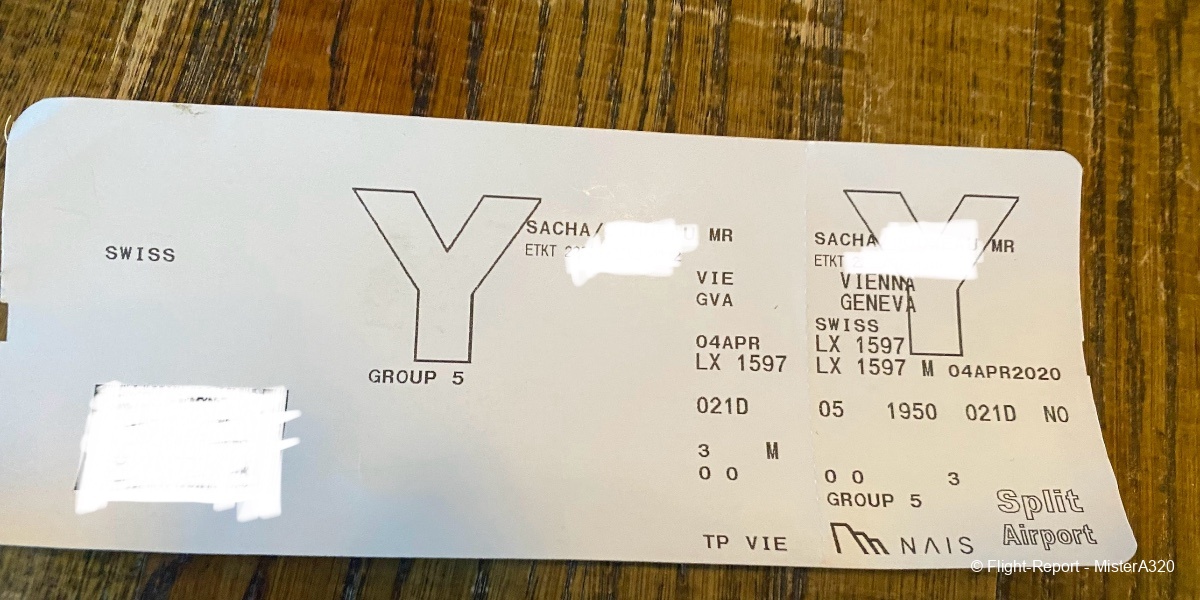 SWISS
Y
SACHA/ MR
ETKT
VIE
GVA
04APR
LX 1597
021D
3 M
0 0
TP VIE
GROUP 5
Y
SACHA MR
ETKT
VIENNA
GENEVA
SWISS
LX 1597
LX 1597 M 04APR2020
05 1950 021D NO
0 0 3
GROUP 5
NAIS
Split
Airport
© Flight-Report - MisterA320